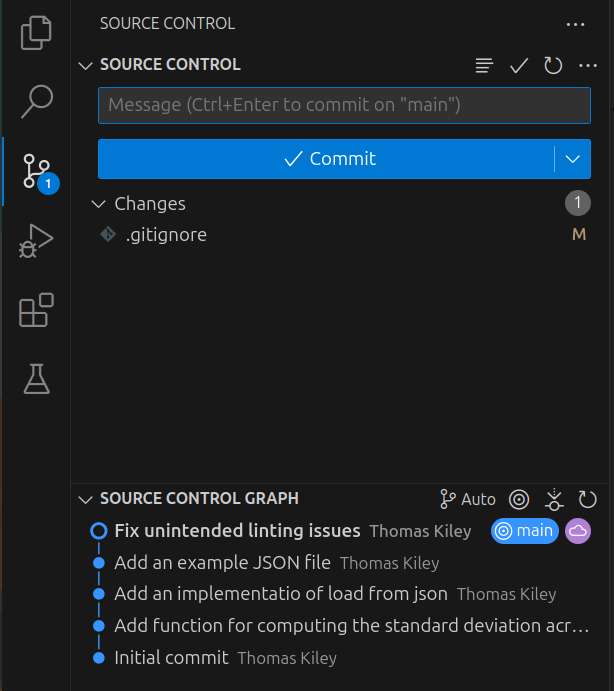 SOURCE CONTROL
SOURCE CONTROL
Message (Ctrl+Enter to commit on "main")
Commit
1
Changes 1
.gitignore M
SOURCE CONTROL GRAPH Auto
Fix unintended linting issues Thomas Kiley main
Add an example JSON file Thomas Kiley
Add an implementatio of load from json Thomas Kiley
Add function for computing the standard deviation acr...
Initial commit Thomas Kiley